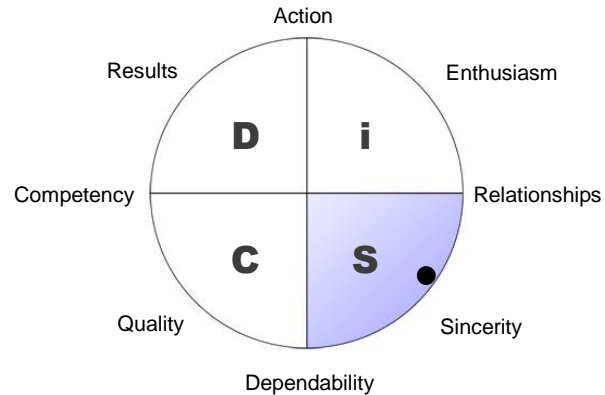 Action
Results
Enthusiasm
D
i
Competency
Relationships
C
S
Quality
Sincerity
Dependability